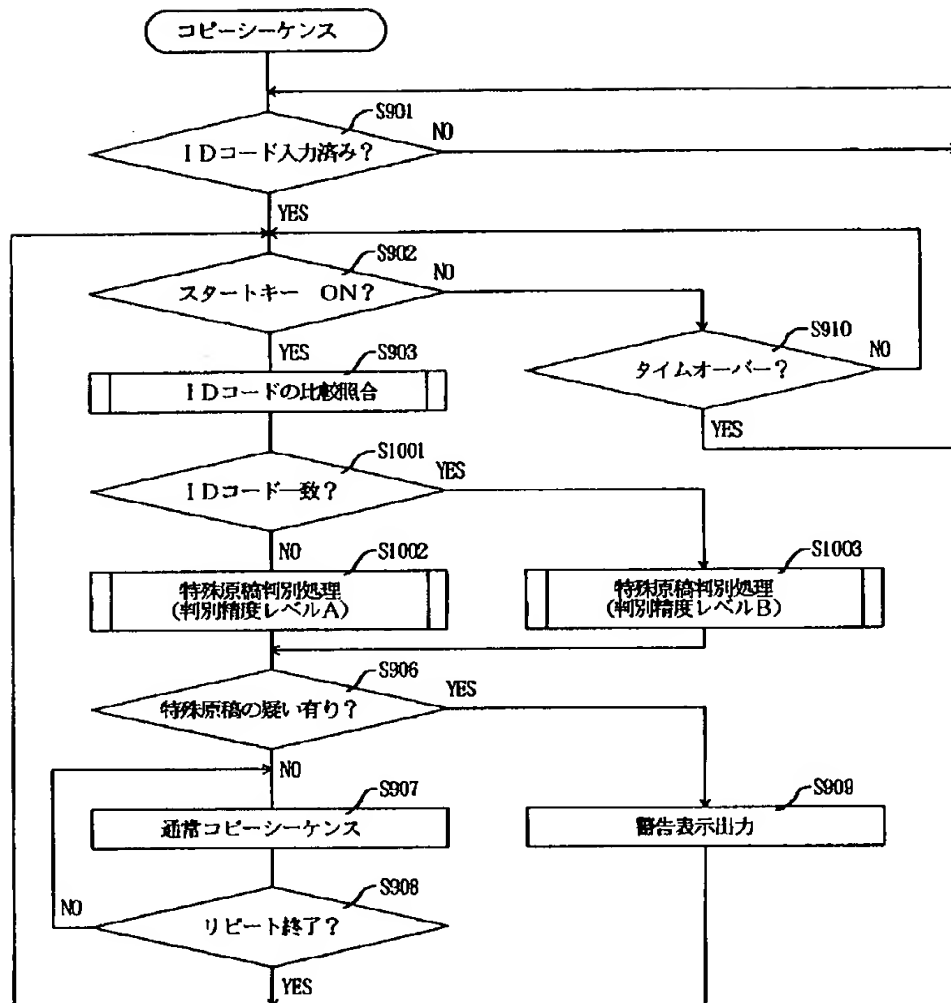 コピーシーケンス
S901
IDコード入力済み？
NO
YES
S902
スタートキー　ON？
NO
YES
S910
タイムオーバー？
NO
YES
S903
IDコードの比較照合
S1001
IDコード一致？
YES
NO
S1002
特殊原稿判別処理
(判別精度レベルA)
S1003
特殊原稿判別処理
(判別精度レベルB)
S906
特殊原稿の疑い有り？
YES
NO
S907
通常コピーシーケンス
S909
警告表示出力
S908
リピート終了？
NO
YES